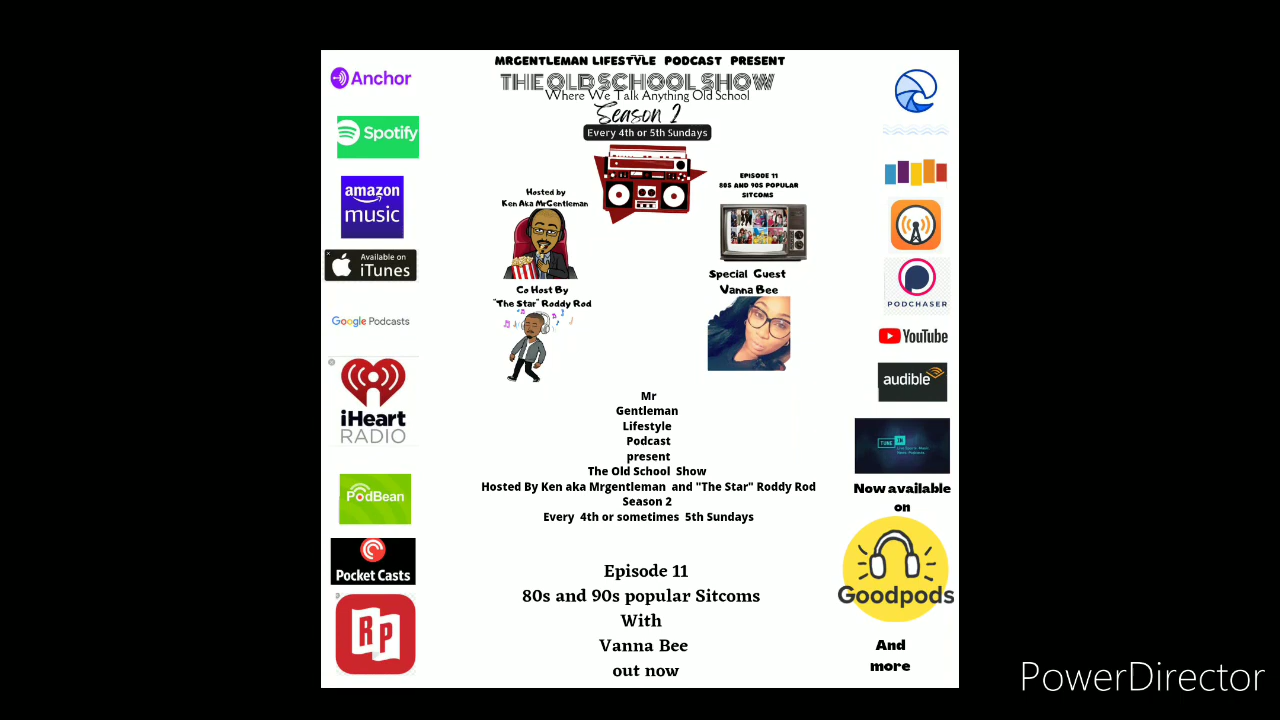 MRGENTLEMAN LIFESTYLE PODCAST PRESENT
THE OLD SCHOOL SHOW
Where We Talk Anything Old School
Season 2
Every 4th or 5th Sundays
Anchor
Spotify
amazon
music
Available on
iTunes
Google Podcasts
iHeart
RADIO
PodBean
Pocket Casts
RP
Hosted by
Ken Aka MrGentleman
Co Host By
"The Star" Roddy Rod
EPISODE 11
80S AND 90S POPULAR
SITCOMS
Special Guest
Vanna Bee
Mr
Gentleman
Lifestyle
Podcast
present
The Old School Show
Hosted By Ken aka Mrgentleman and "The Star" Roddy Rod
Season 2
Every 4th or sometimes 5th Sundays
Episode 11
80s and 90s popular Sitcoms
With
Vanna Bee
out now
PODCHASER
YouTube
audible
TUNE IN
Now available
on
Goodpods
And
more
PowerDirector